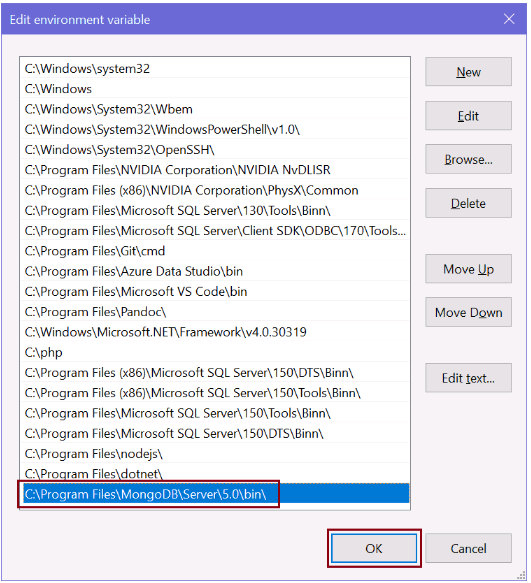 Edit environment variable
C:\Windows\system32
C:\Windows
C:\Windows\System32\Wbem
C:\Windows\System32\WindowsPowerShell\v1.0\
C:\Windows\System32\OpenSSH\
C:\Program Files\NVIDIA Corporation\NVIDIA NvDLISR
C:\Program Files (x86)\NVIDIA Corporation\PhysX\Common
C:\Program Files\Microsoft SQL Server\130\Tools\Binn\
C:\Program Files\Microsoft SQL Server\Client SDK\ODBC\170\Tools...
C:\Program Files\Git\cmd
C:\Program Files\Azure Data Studio\bin
C:\Program Files\Microsoft VS Code\bin
C:\Program Files\Pandoc\
C:\Windows\Microsoft.NET\Framework\v4.0.30319
C:\php
C:\Program Files (x86)\Microsoft SQL Server\150\DTS\Binn\
C:\Program Files (x86)\Microsoft SQL Server\150\Tools\Binn\
C:\Program Files\Microsoft SQL Server\150\Tools\Binn\
C:\Program Files\Microsoft SQL Server\150\DTS\Binn\
C:\Program Files\nodejs\
C:\Program Files\dotnet\
C:\Program Files\MongoDB\Server\5.0\bin\
New
Edit
Browse...
Delete
Move Up
Move Down
Edit text...
OK
Cancel